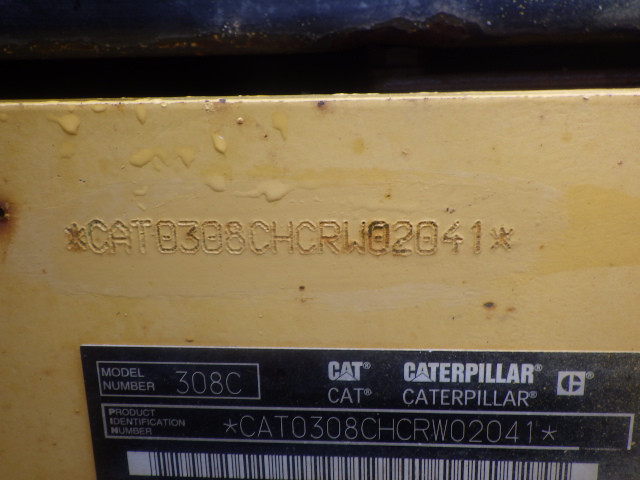 *CAT0308CHCRW02041*
MODEL NUMBER 308C
CAT® CATERPILLAR® C
CAT® CATERPILLAR®
PRODUCT IDENTIFICATION NUMBER *CAT0308CHCRW02041*